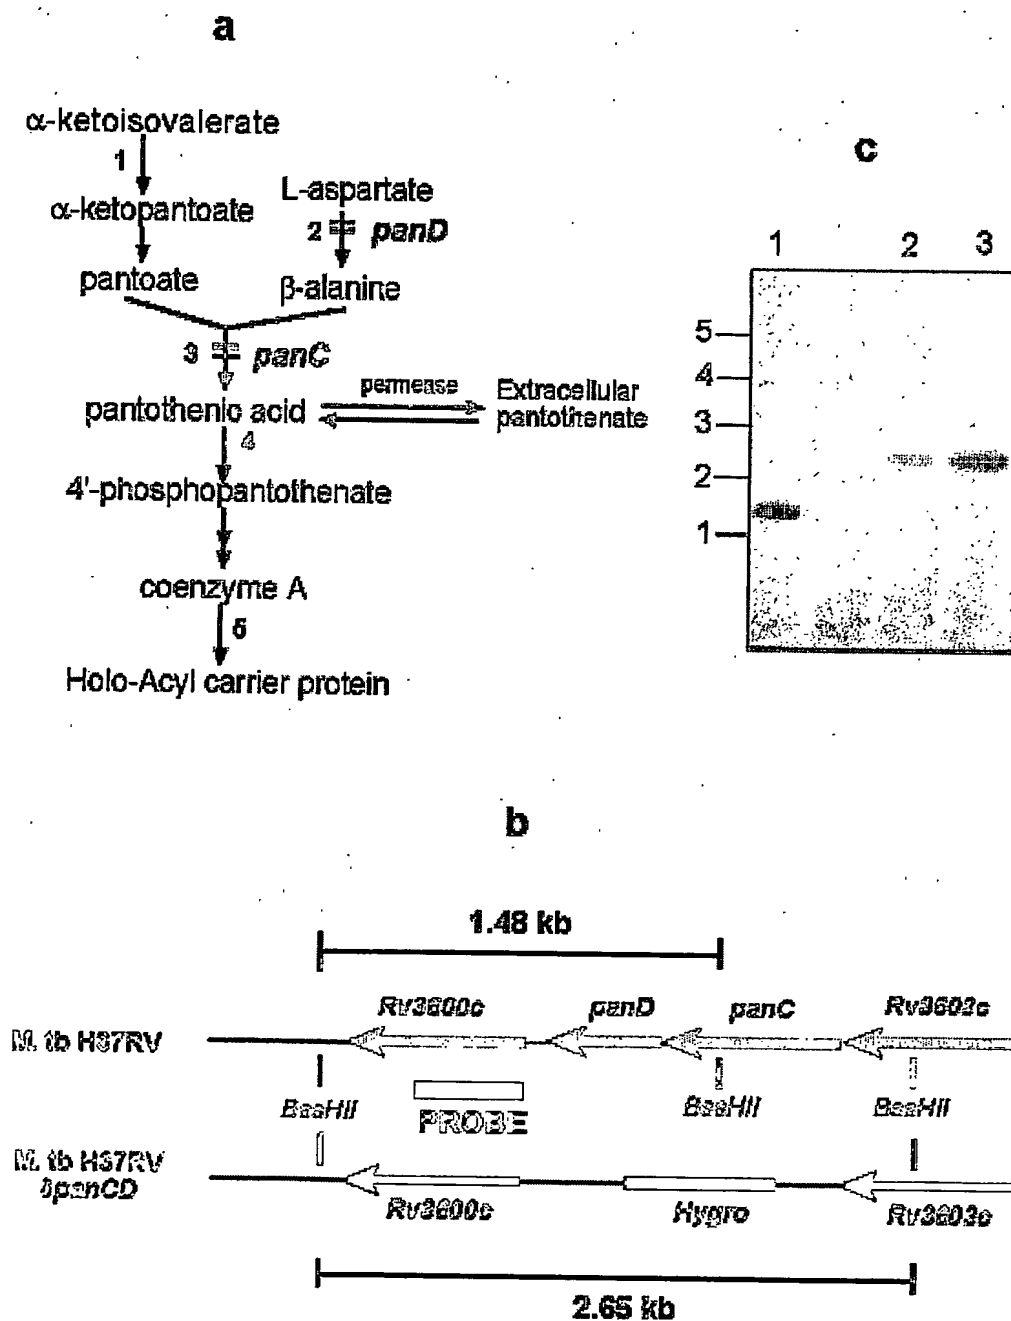 a
α-ketoisovalerate
1
α-ketopantoate
L-aspartate
2 panD
pantoate
β-alanine
3 panC
pantothenic acid
permease
Extracellular
pantothenate
4
4'-phosphopantothenate
coenzyme A
5
Holo-Acyl carrier protein
c
1 2 3
5
4
3
2
1
b
1.48 kb
Rv3600c panD panC Rv3602c
M. tb H37RV
BssHII BssHII BssHII
PROBE
M. tb H37RV
δpanCD
Rv3600c Hygro Rv3603c
2.65 kb